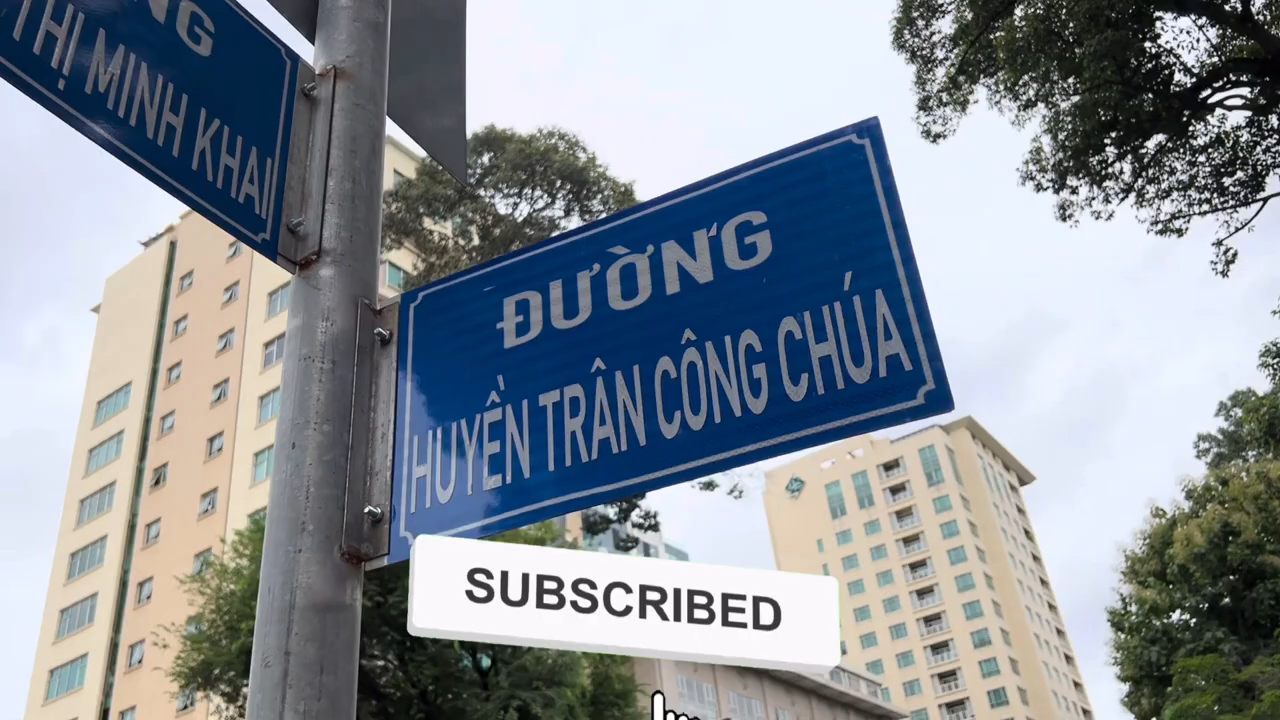 THỊ MINH KHAI
ĐƯỜNG
HUYỀN TRÂN CÔNG CHÚA
SUBSCRIBED